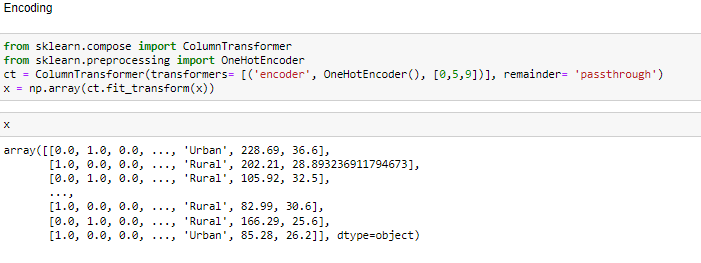 Encoding
from sklearn.compose import ColumnTransformer
from sklearn.preprocessing import OneHotEncoder
ct = ColumnTransformer(transformers= [('encoder', OneHotEncoder(), [0,5,9])], remainder= 'passthrough')
x = np.array(ct.fit_transform(x))
x
array([[0.0, 1.0, 0.0, ..., 'Urban', 228.69, 36.6],
[1.0, 0.0, 0.0, ..., 'Rural', 202.21, 28.893236911794673],
[0.0, 1.0, 0.0, ..., 'Rural', 105.92, 32.5],
...,
[1.0, 0.0, 0.0, ..., 'Rural', 82.99, 30.6],
[0.0, 1.0, 0.0, ..., 'Rural', 166.29, 25.6],
[1.0, 0.0, 0.0, ..., 'Urban', 85.28, 26.2]], dtype=object)